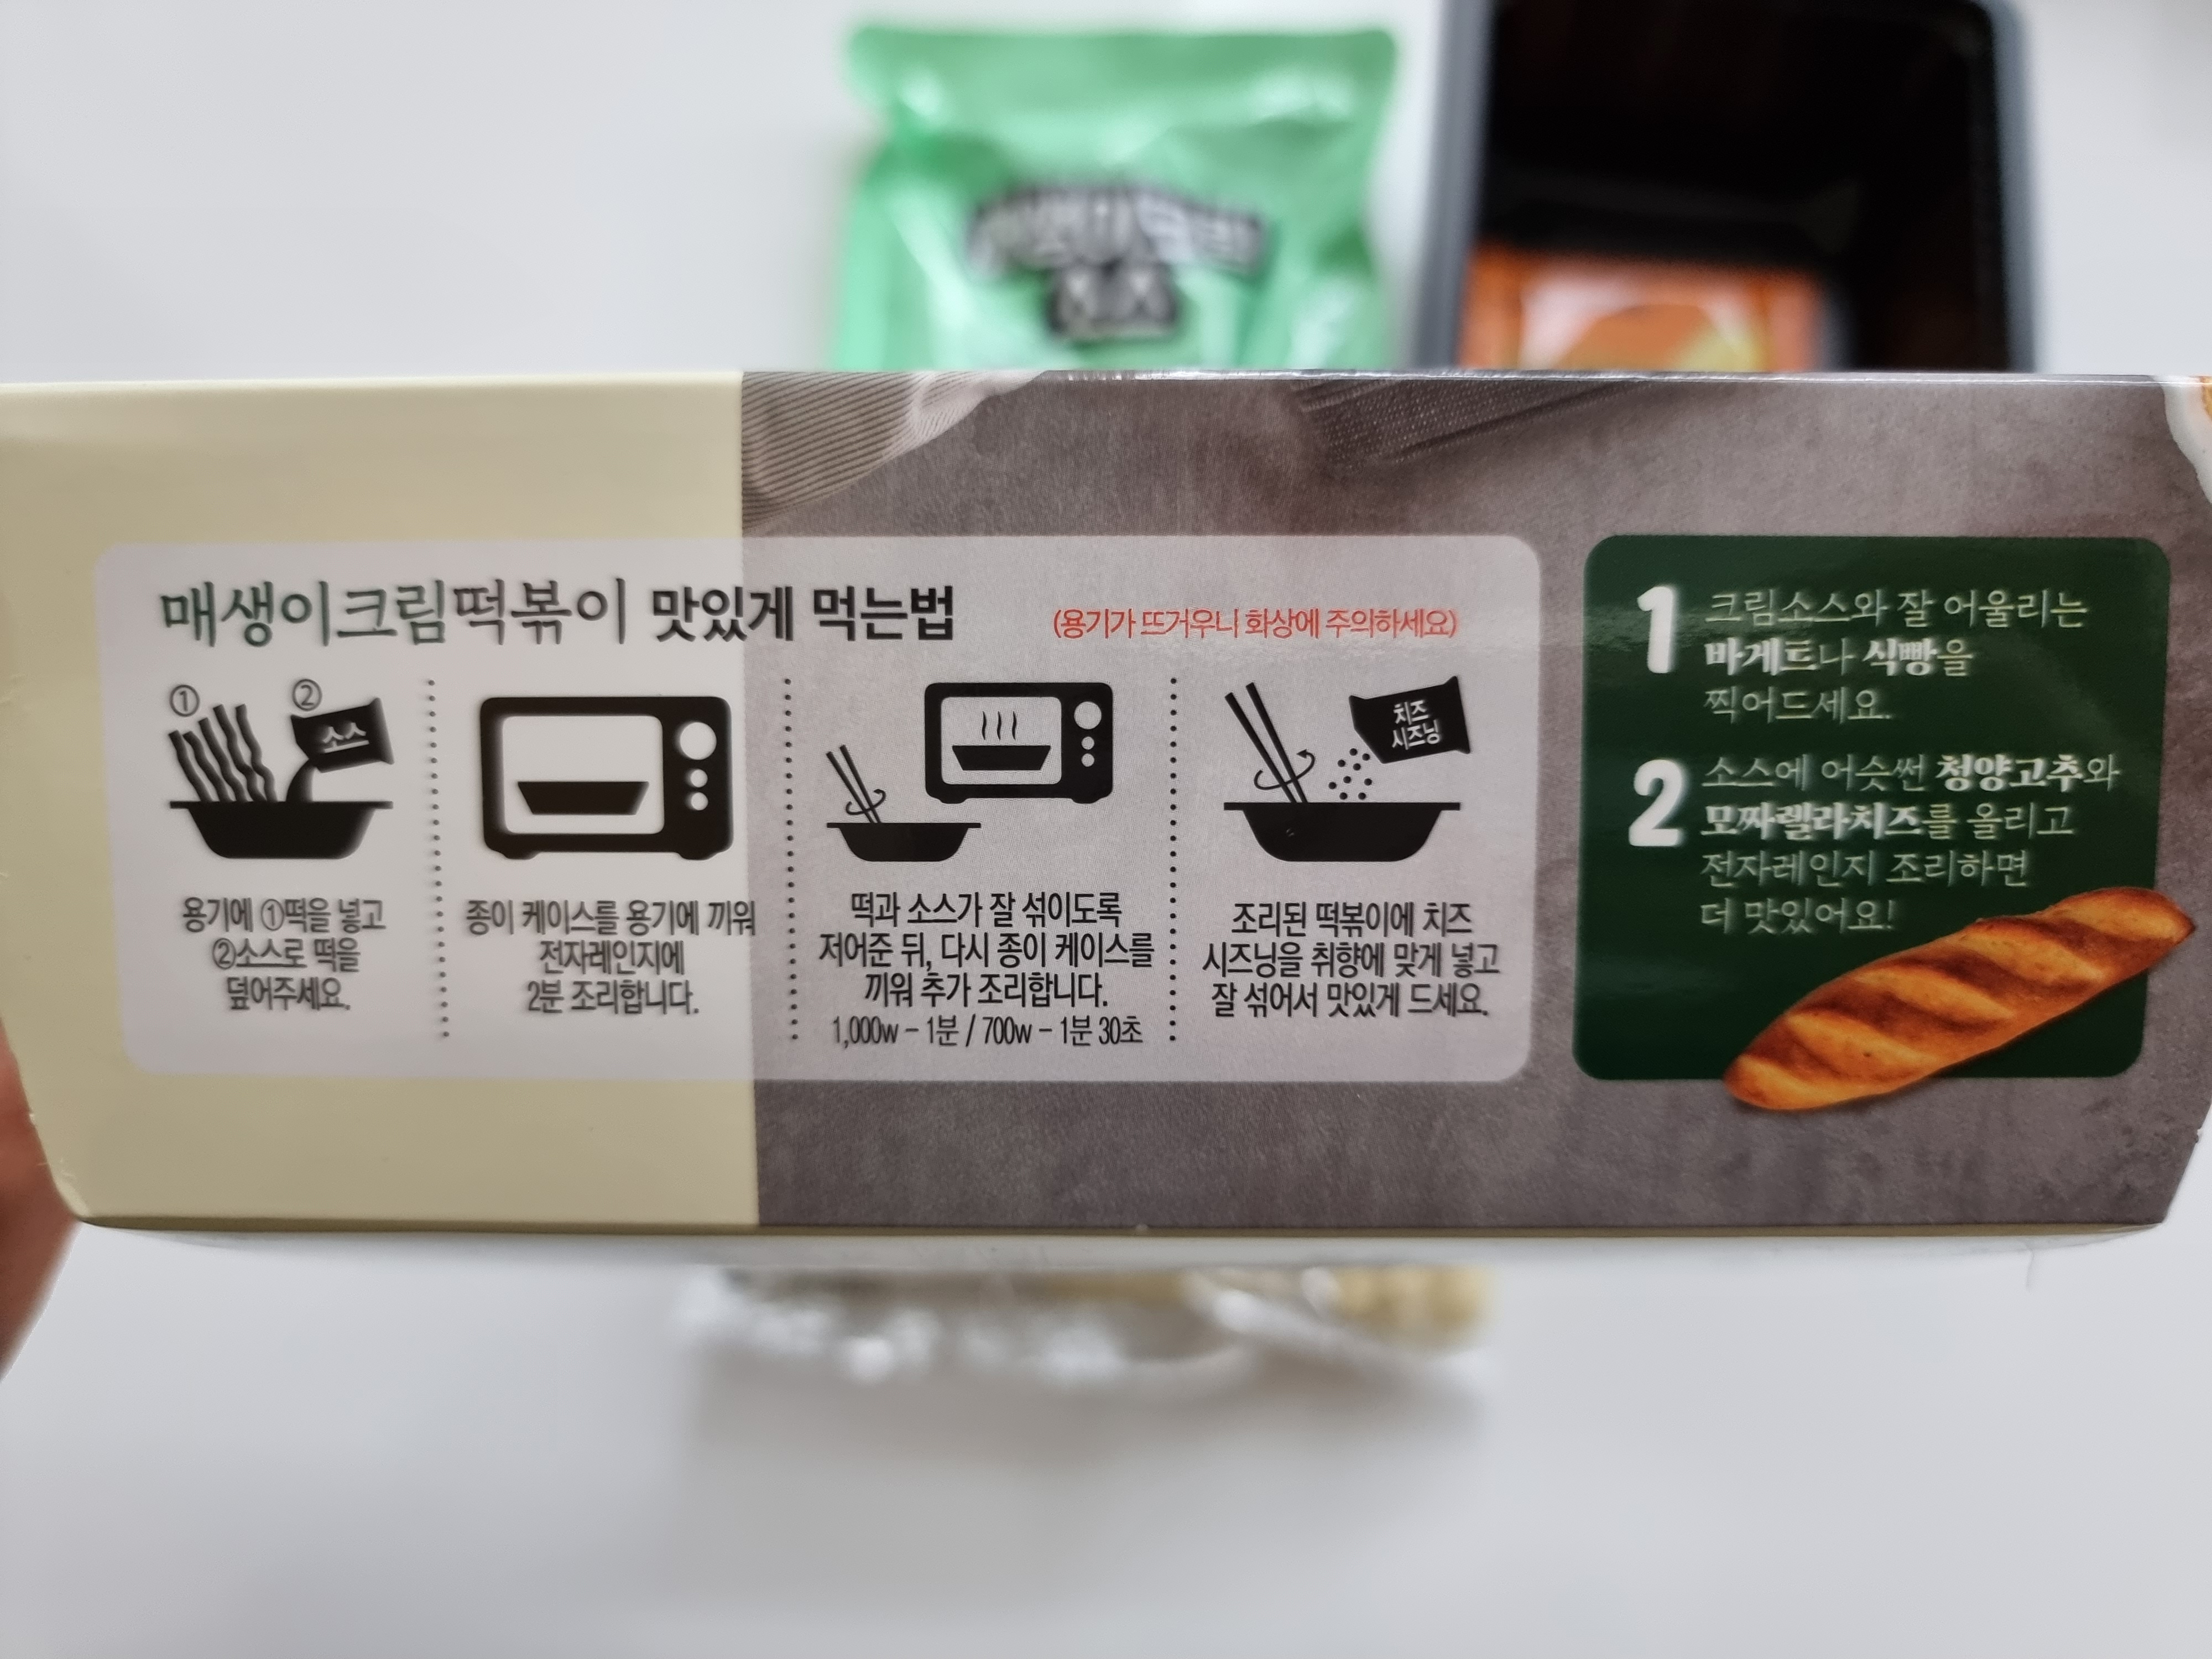 매생이크림떡볶이 맛있게 먹는법
(용기가 뜨거우니 화상에 주의하세요)
① ②
소스
용기에 ①떡을 넣고
②소스로 떡을
덮어주세요.
종이 케이스를 용기에 끼워
전자레인지에
2분 조리합니다.
떡과 소스가 잘 섞이도록
저어준 뒤, 다시 종이 케이스를
끼워 추가 조리합니다.
1,000w - 1분 / 700w - 1분 30초
치즈
시즈닝
조리된 떡볶이에 치즈
시즈닝을 취향에 맞게 넣고
잘 섞어서 맛있게 드세요.
1 크림소스와 잘 어울리는
바게트나 식빵을
찍어드세요.
2 소스에 어슷썬 청양고추와
모짜렐라치즈를 올리고
전자레인지 조리하면
더 맛있어요!